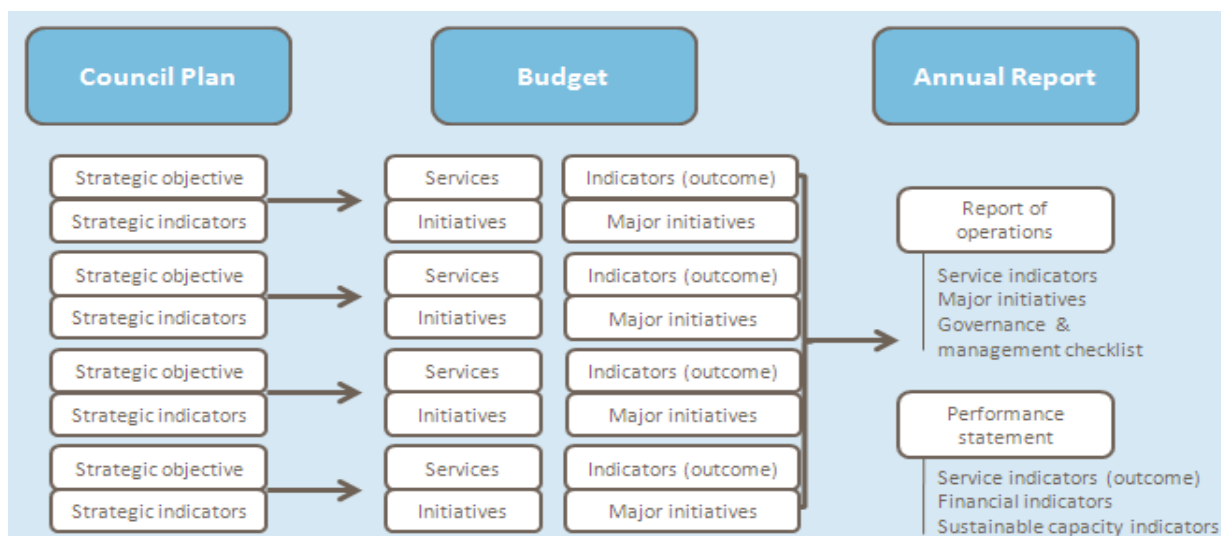 Council Plan
Budget
Annual Report
Strategic objective
Strategic indicators
Services
Initiatives
Indicators (outcome)
Major initiatives
Strategic objective
Strategic indicators
Services
Initiatives
Indicators (outcome)
Major initiatives
Strategic objective
Strategic indicators
Services
Initiatives
Indicators (outcome)
Major initiatives
Strategic objective
Strategic indicators
Services
Initiatives
Indicators (outcome)
Major initiatives
Report of
operations
Service indicators
Major initiatives
Governance &
management checklist
Performance
statement
Service indicators (outcome)
Financial indicators
Sustainable capacity indicators